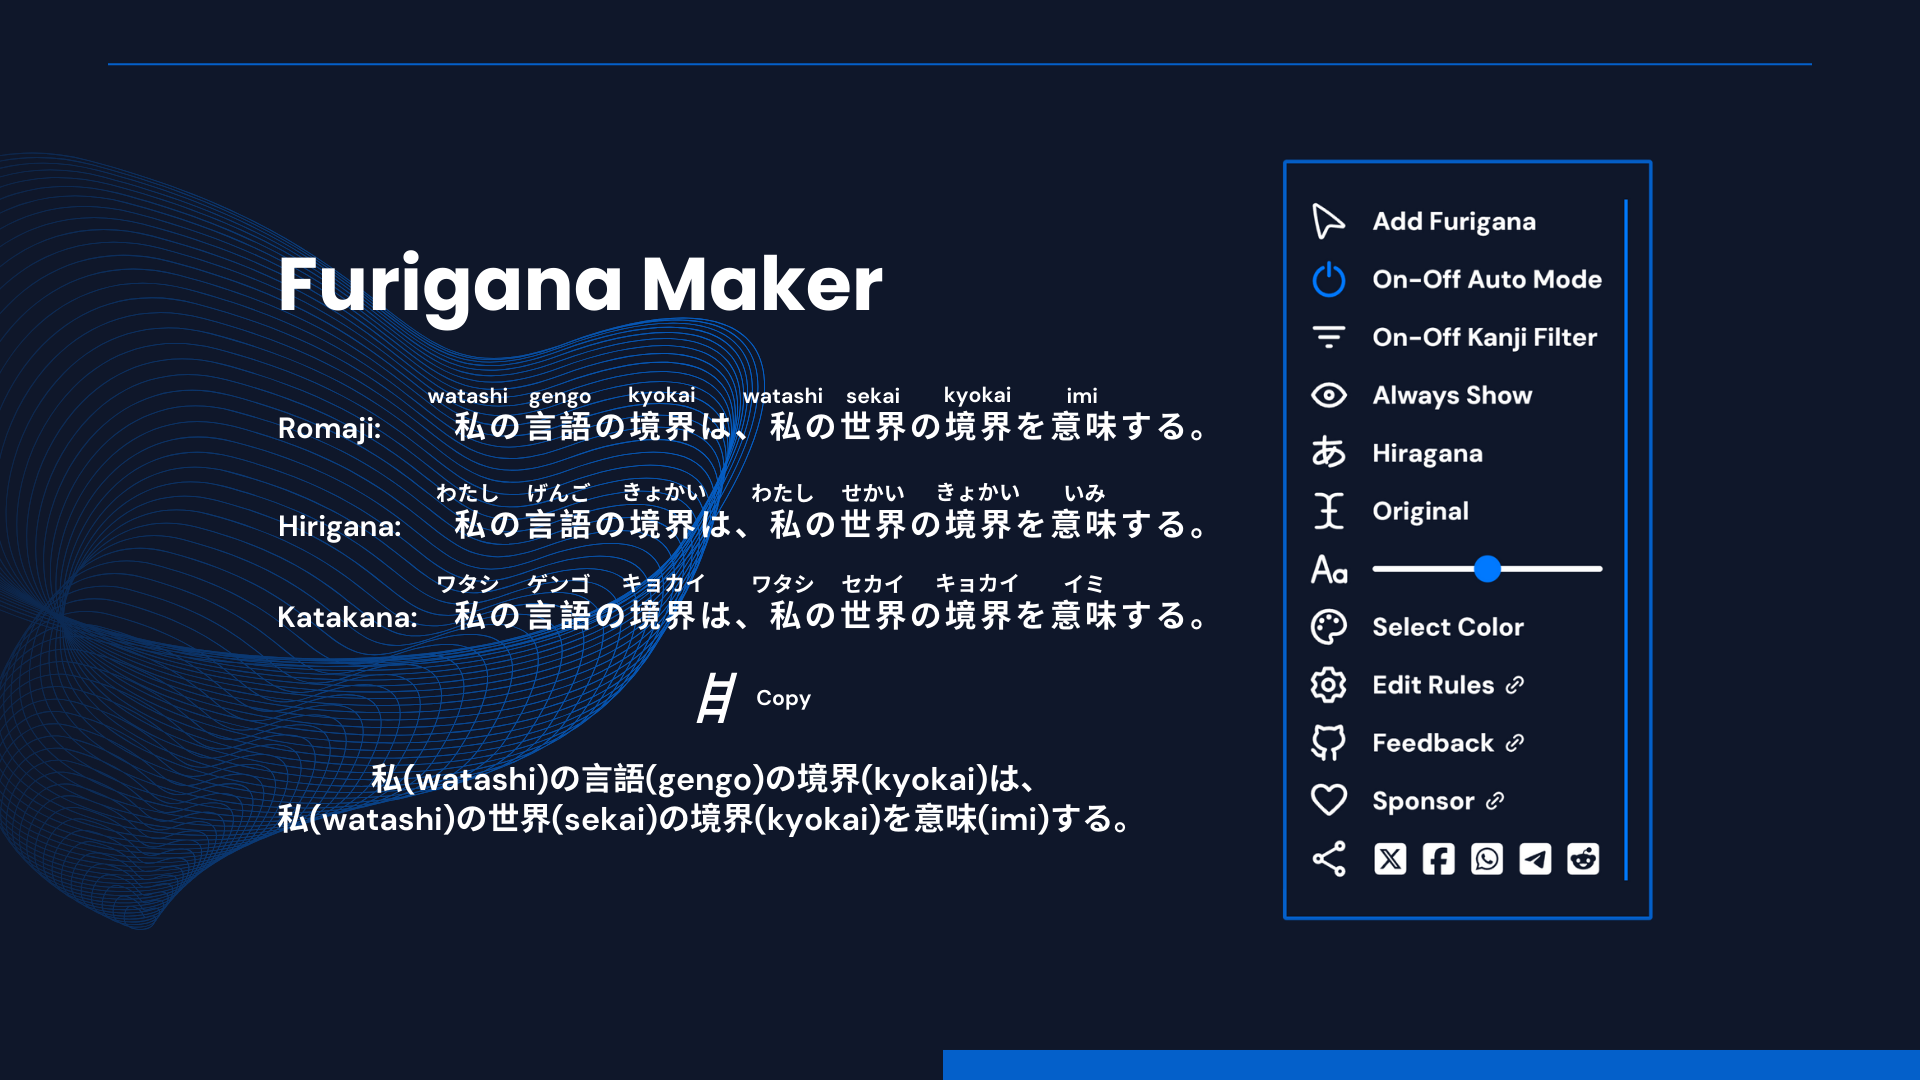 Furigana Maker
watashi gengo kyokai watashi sekai kyokai imi
Romaji: 私の言語の境界は、私の世界の境界を意味する。
わたし げんご きょかい わたし せかい きょかい いみ
Hirigana: 私の言語の境界は、私の世界の境界を意味する。
ワタシ ゲンゴ キョカイ ワタシ セカイ キョカイ イミ
Katakana: 私の言語の境界は、私の世界の境界を意味する。
Copy
私(watashi)の言語(gengo)の境界(kyokai)は、
私(watashi)の世界(sekai)の境界(kyokai)を意味(imi)する。
Add Furigana
On-Off Auto Mode
On-Off Kanji Filter
Always Show
あ Hiragana
Original
Aa
Select Color
Edit Rules
Feedback
Sponsor